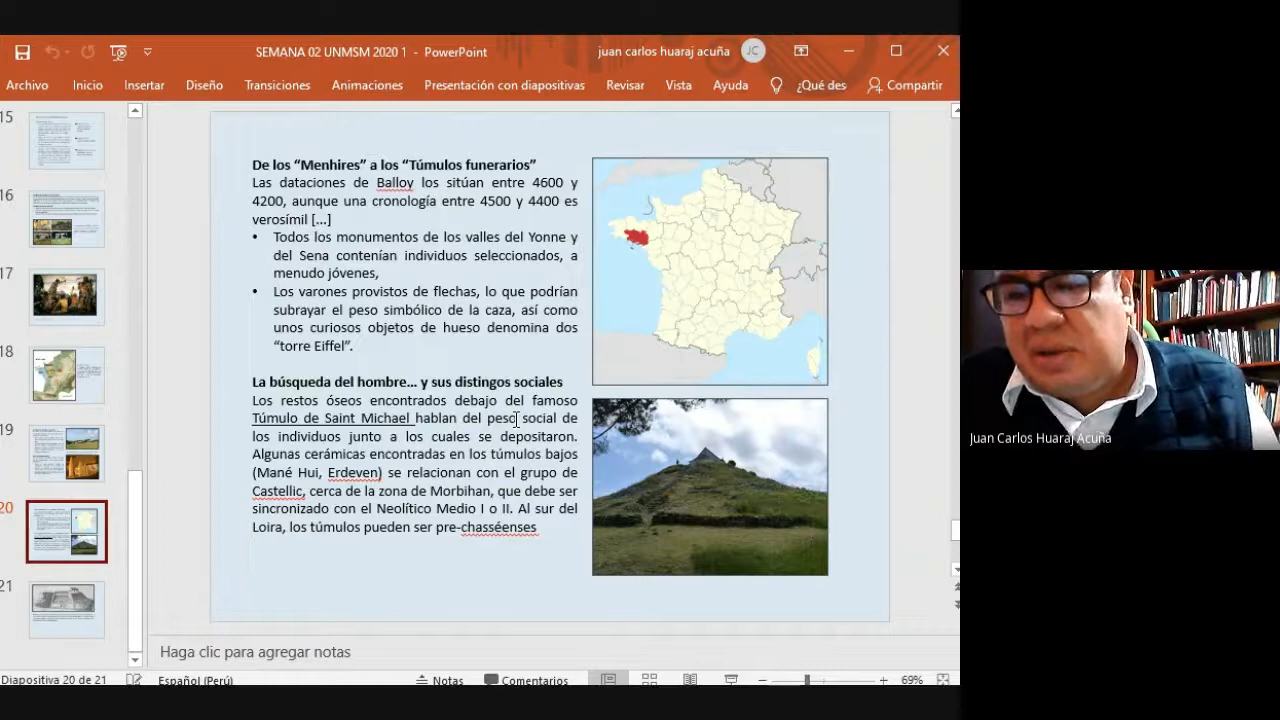 SEMANA 02 UNMSM 2020 1 - PowerPoint
juan carlos huaraj acuña
JC
Archivo Inicio Insertar Diseño Transiciones Animaciones Presentación con diapositivas Revisar Vista Ayuda ¿Qué des Compartir
15
16
17
18
19
20
21
De los “Menhires” a los “Túmulos funerarios”
Las dataciones de Balloy los sitúan entre 4600 y
4200, aunque una cronología entre 4500 y 4400 es
verosímil [...]
• Todos los monumentos de los valles del Yonne y
del Sena contenían individuos seleccionados, a
menudo jóvenes,
• Los varones provistos de flechas, lo que podrían
subrayar el peso simbólico de la caza, así como
unos curiosos objetos de hueso denomina dos
“torre Eiffel”.
La búsqueda del hombre... y sus distingos sociales
Los restos óseos encontrados debajo del famoso
Túmulo de Saint Michael hablan del peso social de
los individuos junto a los cuales se depositaron.
Algunas cerámicas encontradas en los túmulos bajos
(Mané Hui, Erdeven) se relacionan con el grupo de
Castellic, cerca de la zona de Morbihan, que debe ser
sincronizado con el Neolítico Medio I o II. Al sur del
Loira, los túmulos pueden ser pre-chasséenses
Juan Carlos Huaraj Acuña
Haga clic para agregar notas
Diapositiva 20 de 21 Español (Perú) Notas Comentarios 69%